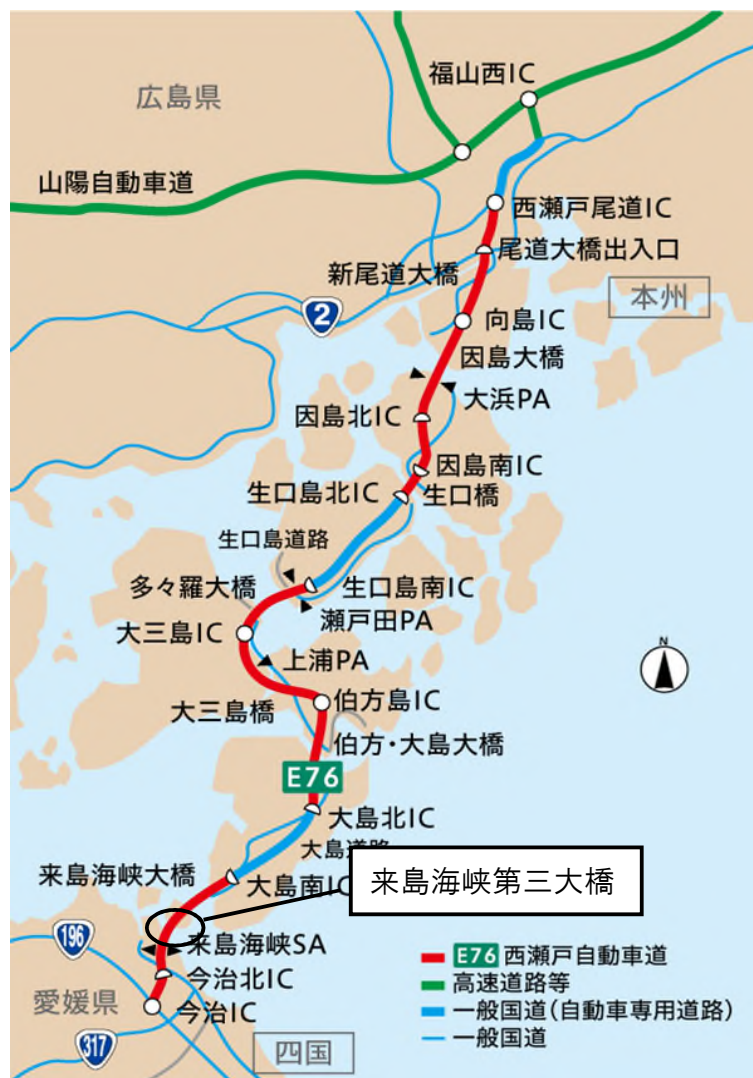 福山西IC
広島県
山陽自動車道
西瀬戸尾道IC
尾道大橋出入口
新尾道大橋
本州
2
向島IC
因島大橋
大浜PA
因島北IC
因島南IC
生口島北IC
生口橋
生口島道路
多々羅大橋
生口島南IC
瀬戸田PA
大三島IC
上浦PA
N
伯方島IC
大三島橋
伯方・大島大橋
E76
大島北IC
大島道路
来島海峡大橋
大島南IC
来島海峡第三大橋
196
来島海峡SA
E76 西瀬戸自動車道
今治北IC
高速道路等
愛媛県
今治IC
一般国道(自動車専用道路)
317
四国
一般国道